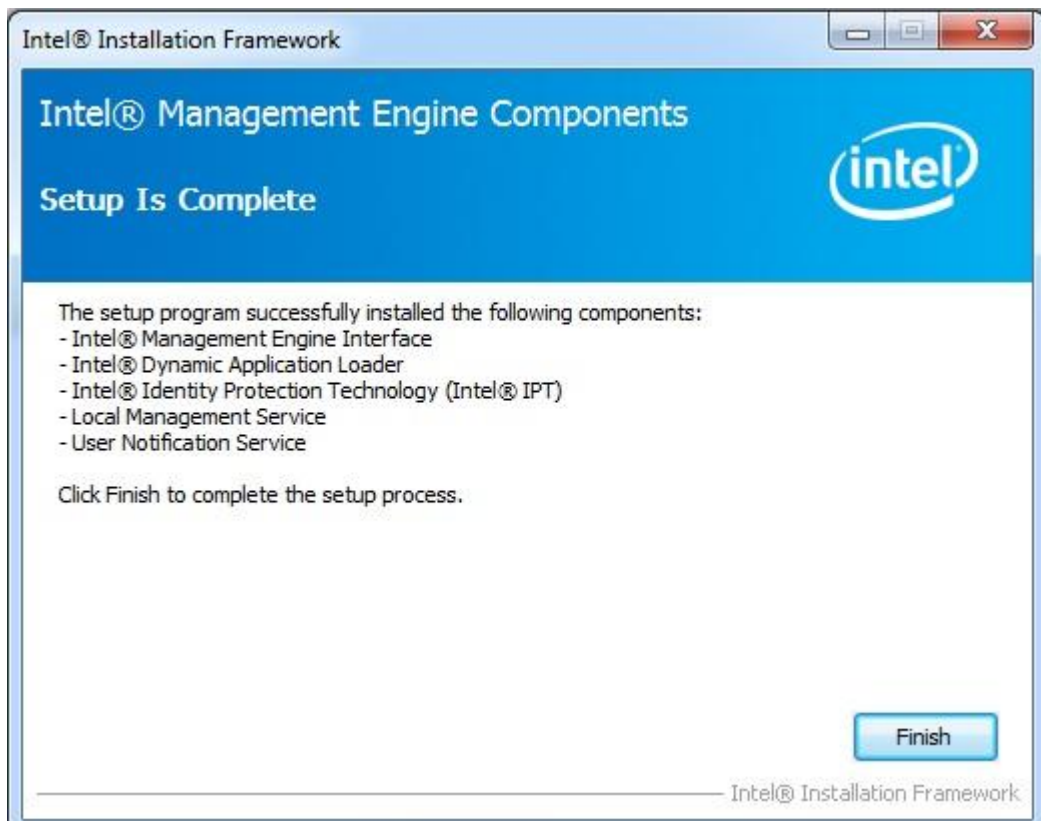 Intel® Installation Framework
Intel® Management Engine Components
intel
Setup Is Complete
The setup program successfully installed the following components:
- Intel® Management Engine Interface
- Intel® Dynamic Application Loader
- Intel® Identity Protection Technology (Intel® IPT)
- Local Management Service
- User Notification Service
Click Finish to complete the setup process.
Finish
Intel® Installation Framework